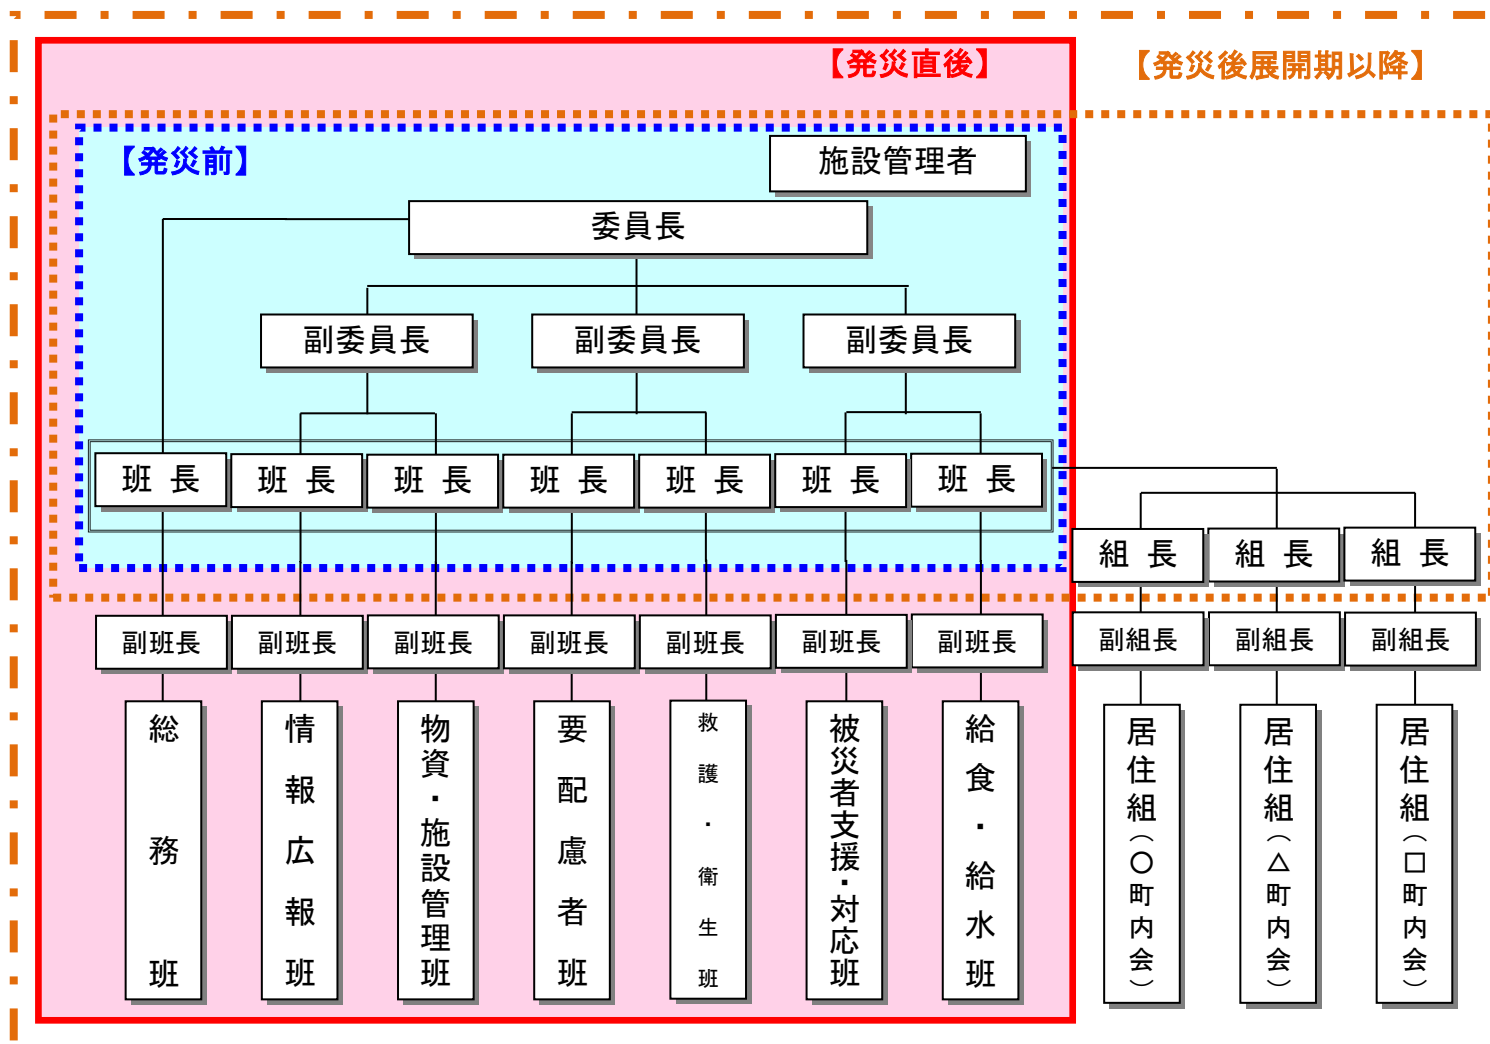 【発災直後】
【発災後展開期以降】
【発災前】
施設管理者
委員長
副委員長
副委員長
副委員長
班 長
班 長
班 長
班 長
班 長
班 長
班 長
組 長
組 長
組 長
副班長
副班長
副班長
副班長
副班長
副班長
副班長
副組長
副組長
副組長
総務班
情報広報班
物資・施設管理班
要配慮者班
救護・衛生班
被災者支援・対応班
給食・給水班
居住組(〇町内会)
居住組(△町内会)
居住組(□町内会)